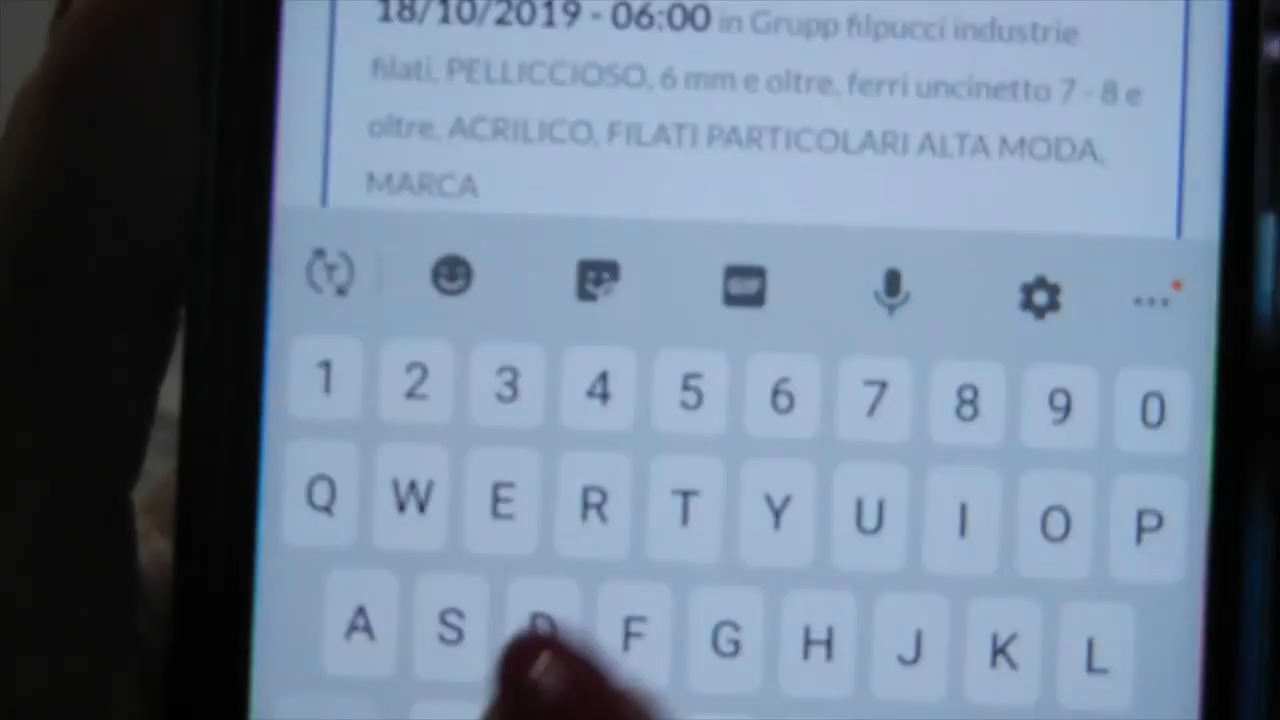 18/10/2019 - 06:00 in Grupp filpucci industrie
filati, PELLICCIOSO, 6 mm e oltre, ferri uncinetto 7 - 8 e
oltre, ACRILICO, FILATI PARTICOLARI ALTA MODA,
MARCA
T GIF
1 2 3 4 5 6 7 8 9 0
Q W E R T Y U I O P
A S D F G H J K L